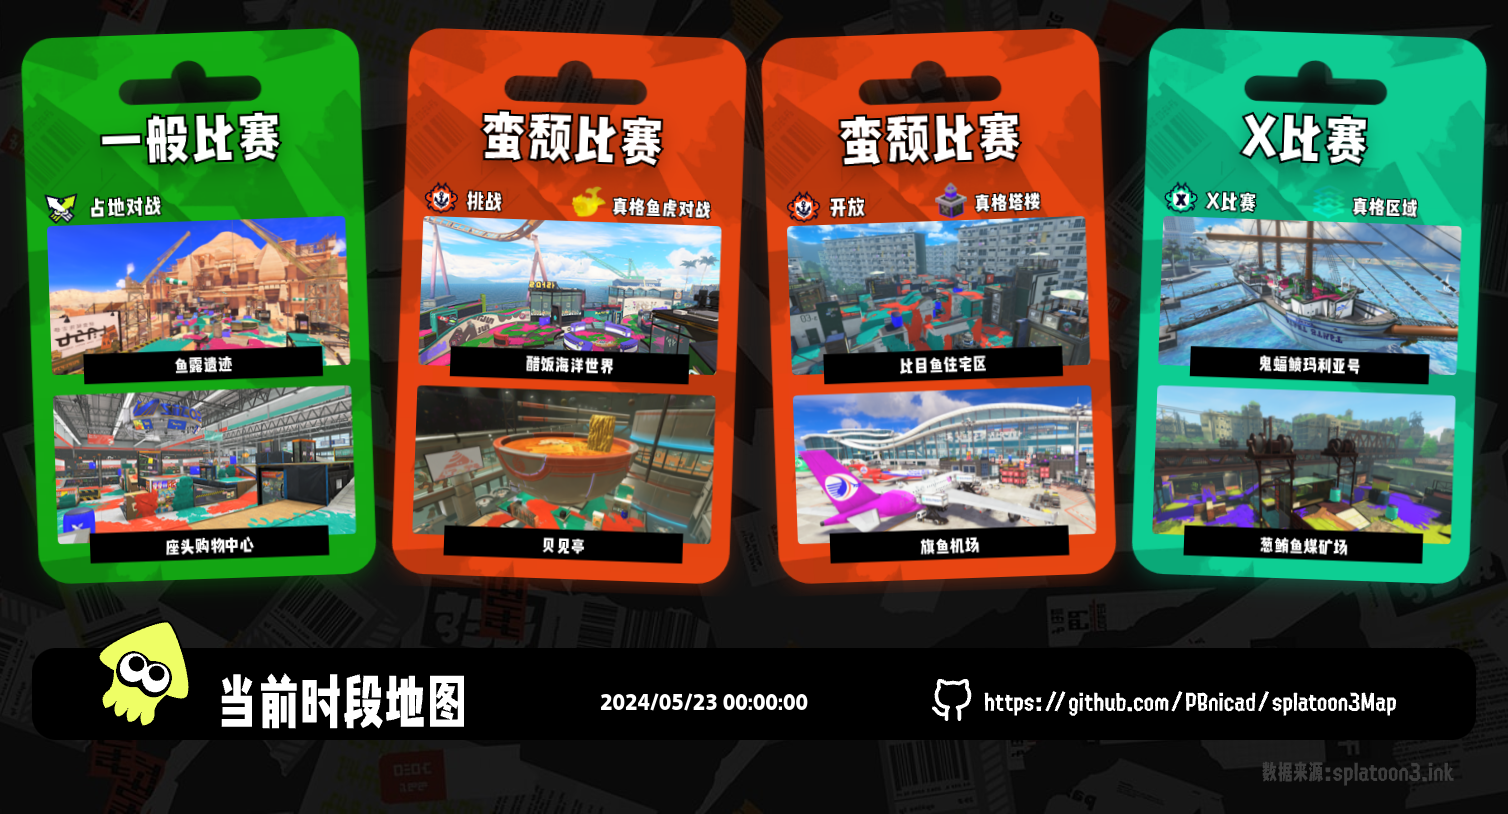 一般比赛
占地对战
鱼露遗迹
座头购物中心
蛮颓比赛
挑战
真格鱼虎对战
醋饭海洋世界
贝见亭
蛮颓比赛
开放
真格塔楼
比目鱼住宅区
旗鱼机场
X比赛
X比赛
真格区域
鬼蝠鲼玛利亚号
葱鲔鱼煤矿场
当前时段地图
2024/05/23 00:00:00
https://github.com/PBnicad/splatoon3Map
数据来源:splatoon3.ink